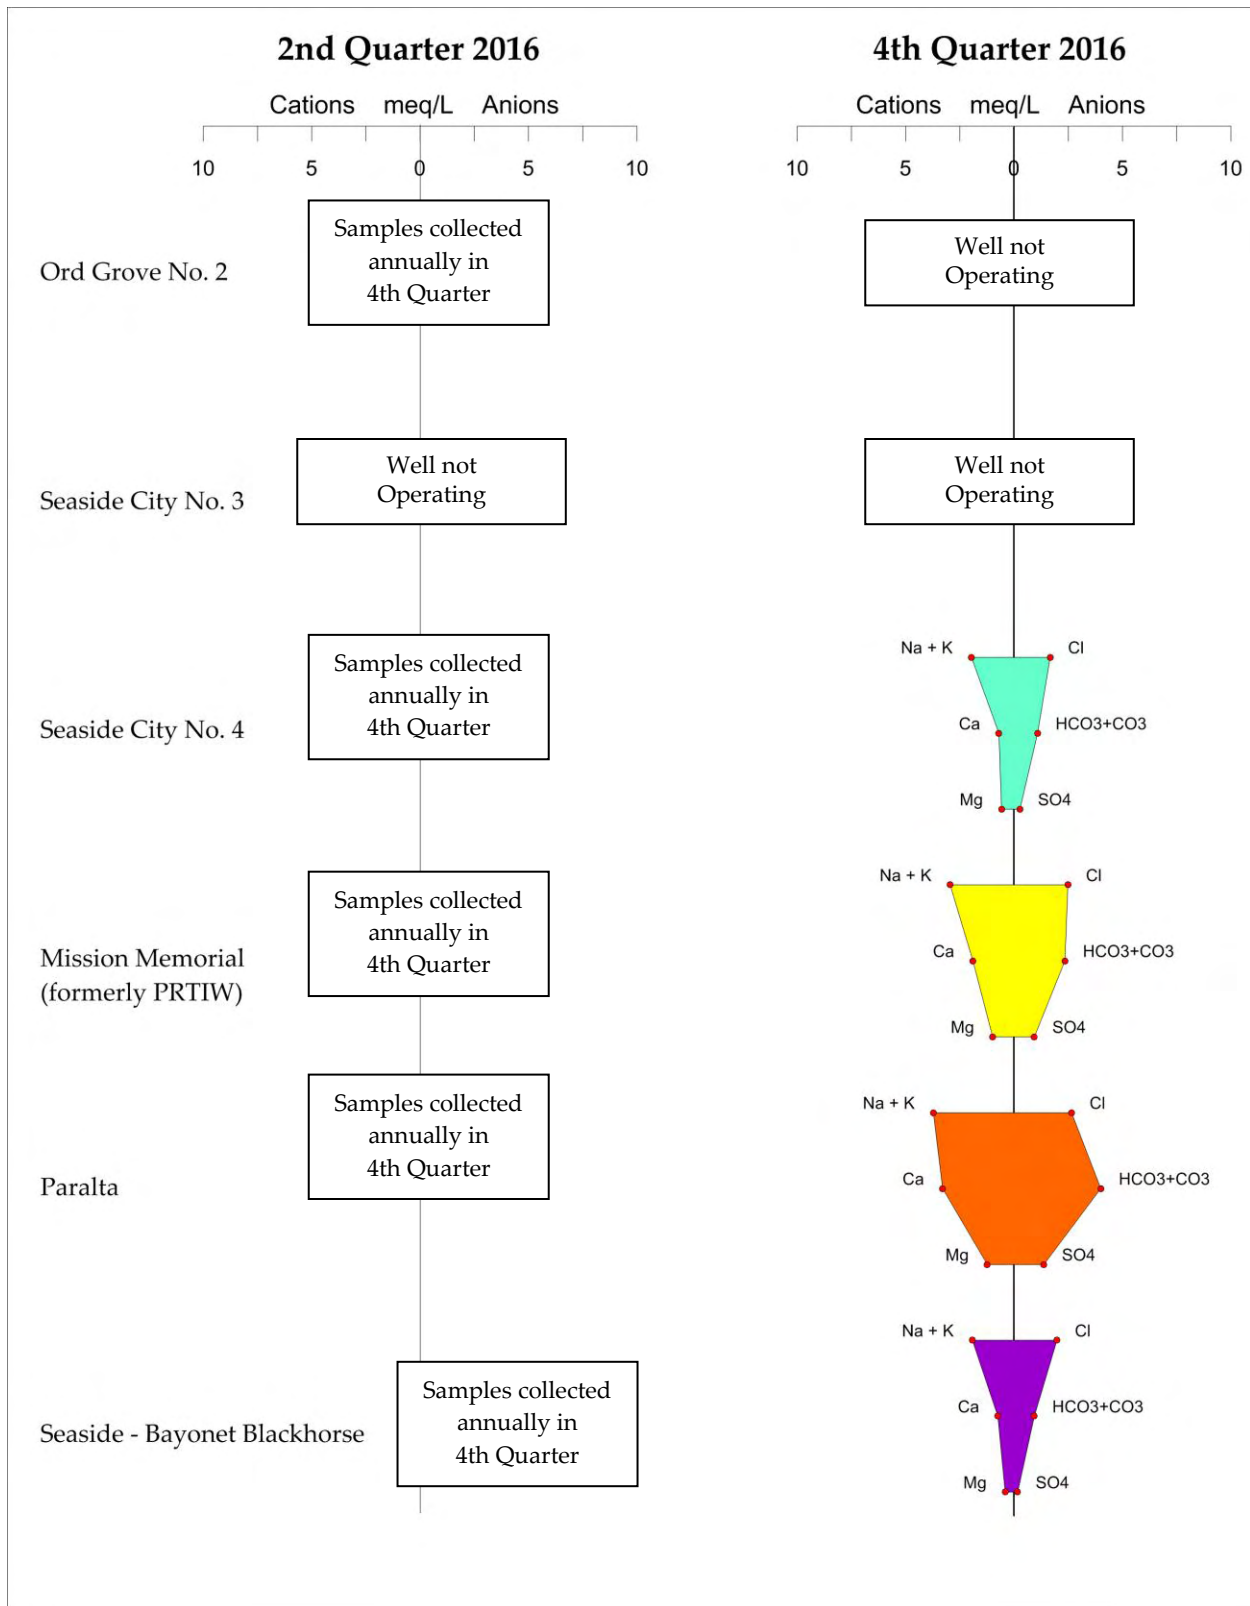 2nd Quarter 2016
4th Quarter 2016
Cations meq/L Anions
Cations meq/L Anions
10 5 0 5 10
10 5 0 5 10
Ord Grove No. 2
Samples collected
annually in
4th Quarter
Well not
Operating
Seaside City No. 3
Well not
Operating
Well not
Operating
Seaside City No. 4
Samples collected
annually in
4th Quarter
Na + K Cl
Ca HCO3+CO3
Mg SO4
Mission Memorial
(formerly PRTIW)
Samples collected
annually in
4th Quarter
Na + K Cl
Ca HCO3+CO3
Mg SO4
Paralta
Samples collected
annually in
4th Quarter
Na + K Cl
Ca HCO3+CO3
Mg SO4
Seaside - Bayonet Blackhorse
Samples collected
annually in
4th Quarter
Na + K Cl
Ca HCO3+CO3
Mg SO4